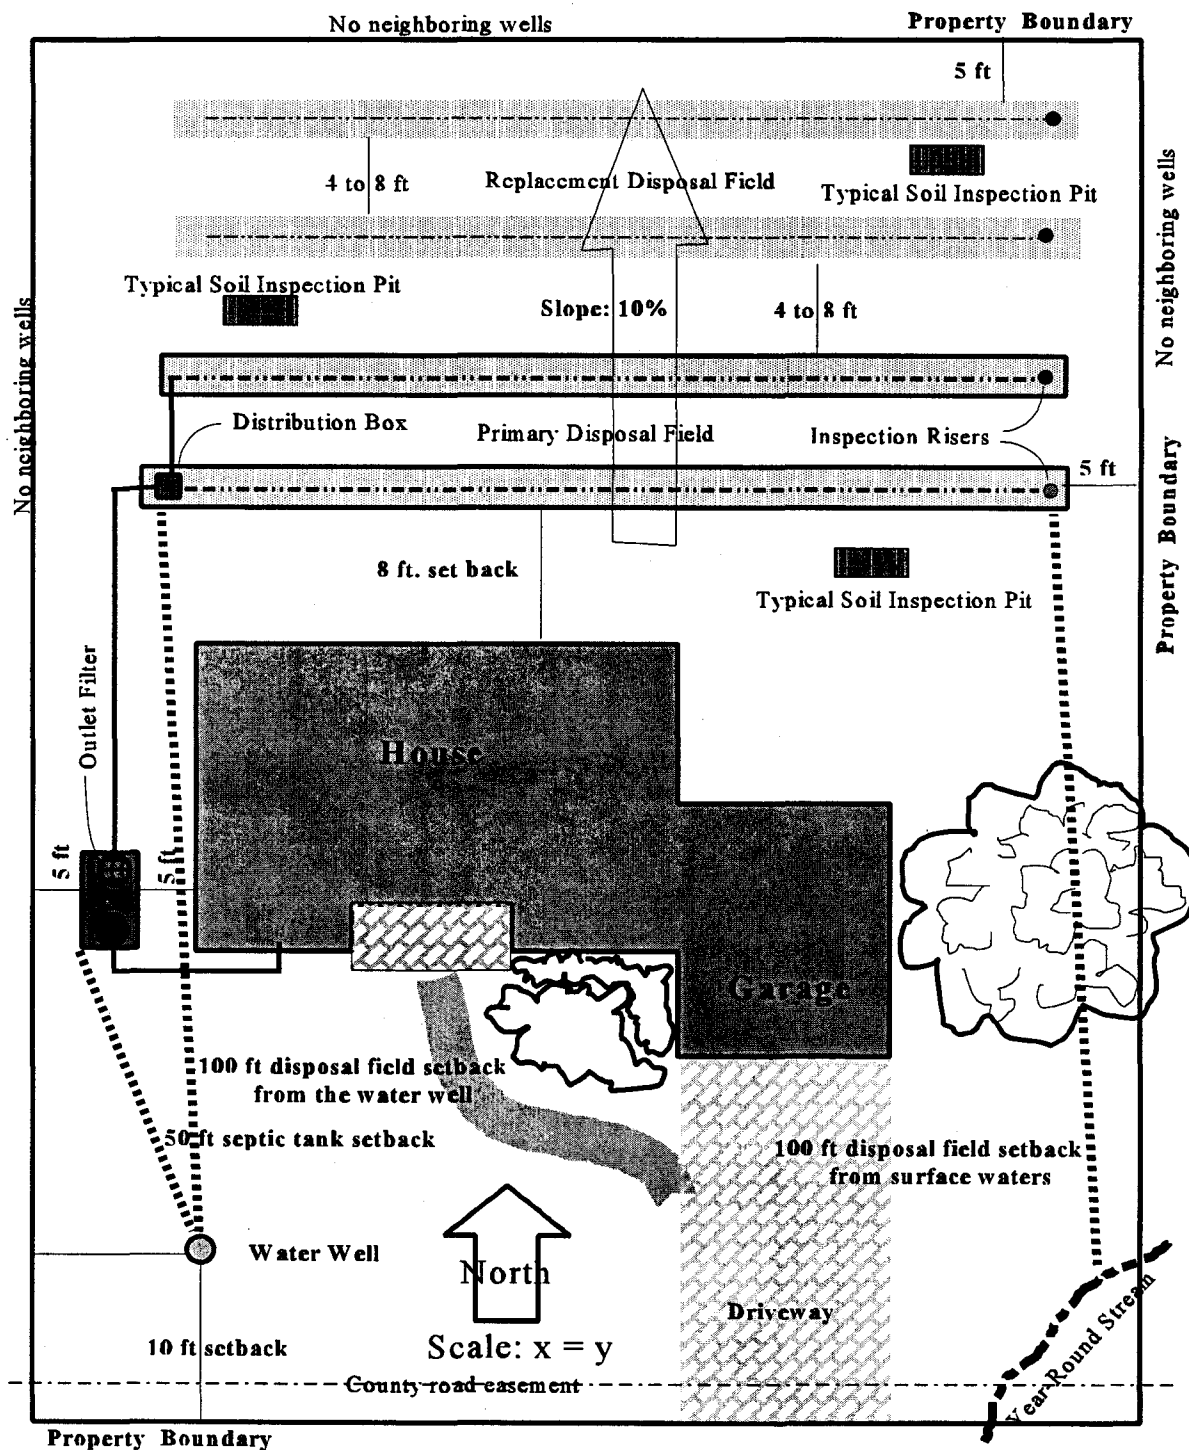 No neighboring wells
Property Boundary
5 ft
4 to 8 ft
Replacement Disposal Field
Typical Soil Inspection Pit
No neighboring wells
Typical Soil Inspection Pit
Slope: 10%
4 to 8 ft
No neighboring wells
Distribution Box
Primary Disposal Field
Inspection Risers
5 ft
Property Boundary
8 ft. set back
Typical Soil Inspection Pit
Outlet Filter
House
5 ft
5 ft
Garage
100 ft disposal field setback
from the water well
50 ft septic tank setback
100 ft disposal field setback
from surface waters
Water Well
North
Driveway
Year Round Stream
10 ft setback
Scale: x = y
County road easement
Property Boundary